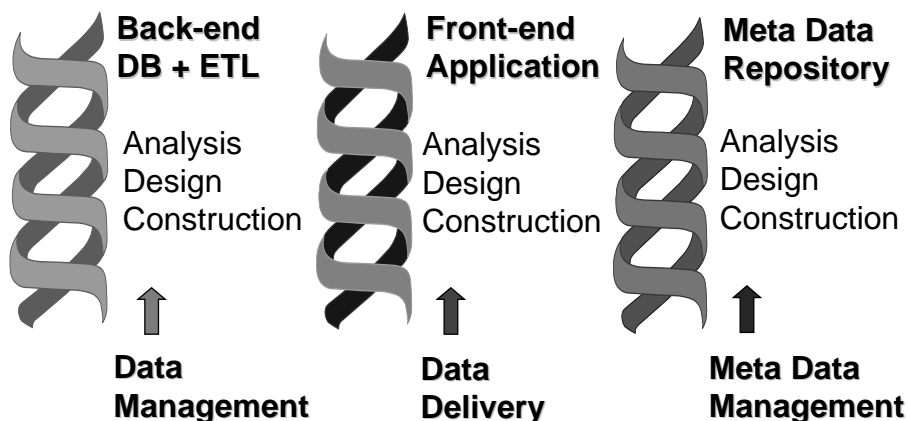 Back-end
DB + ETL
Analysis
Design
Construction
Data
Management
Front-end
Application
Analysis
Design
Construction
Data
Delivery
Meta Data
Repository
Analysis
Design
Construction
Meta Data
Management